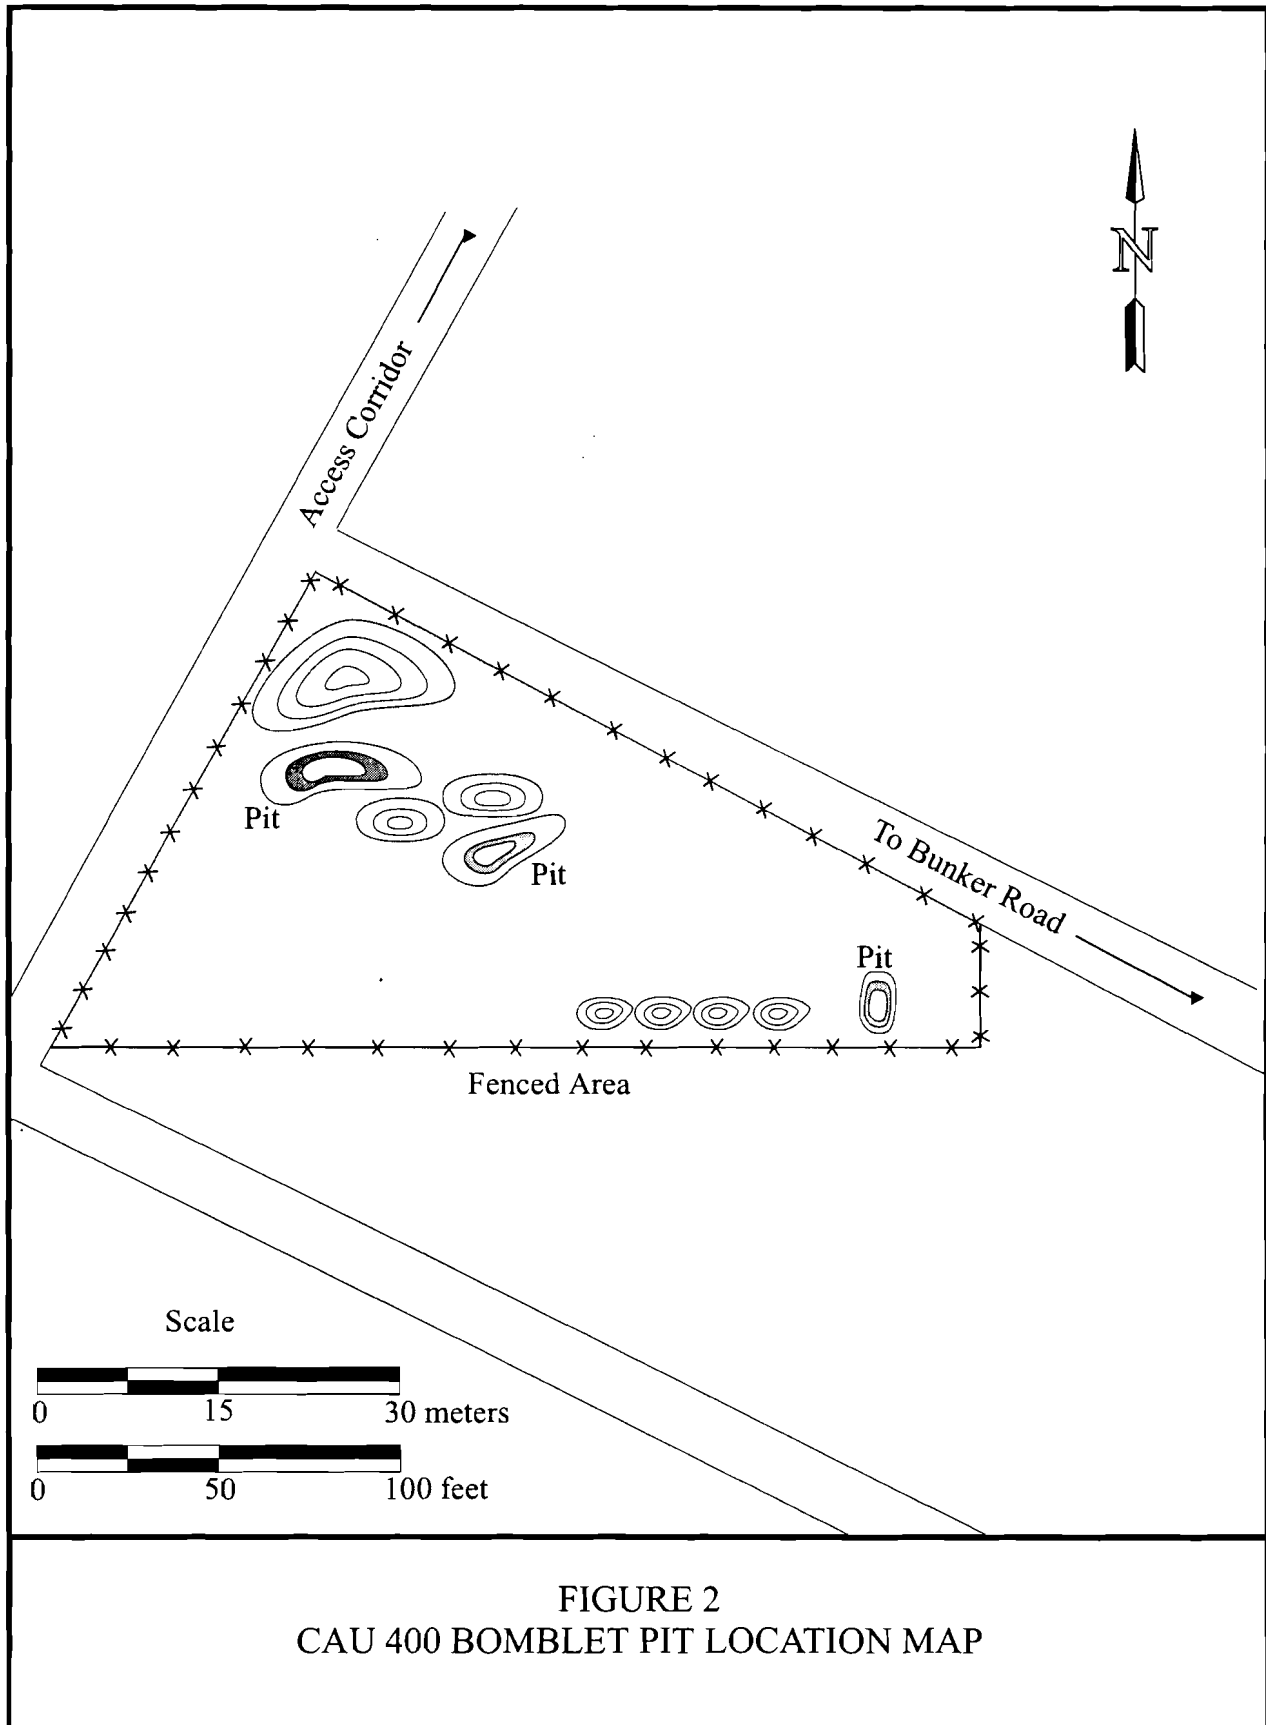 N
Access Corridor
Pit
Pit
To Bunker Road
Pit
Fenced Area
Scale
0 15 30 meters
0 50 100 feet
FIGURE 2
CAU 400 BOMBLET PIT LOCATION MAP